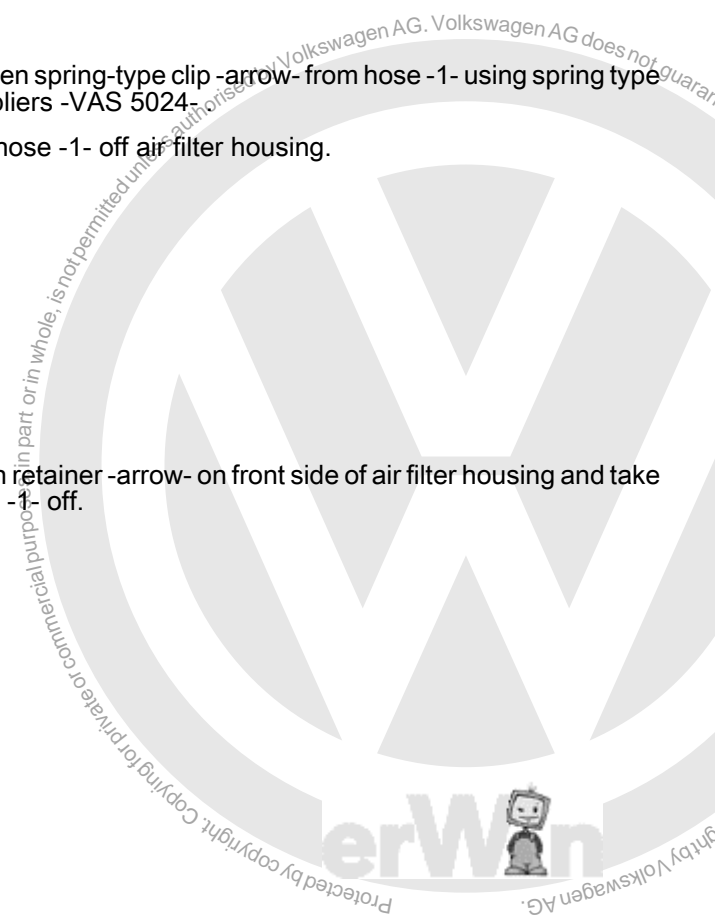 en spring-type clip -arrow- from hose -1- using spring type
pliers -VAS 5024- .
hose -1- off air filter housing.
retainer -arrow- on front side of air filter housing and take
-1- off.
Protected by copyright. Copying for private or commercial purposes, in part or in whole, is not permitted unless authorised by Volkswagen AG. Volkswagen AG does not guaran
ght by Volkswagen AG.
erWin